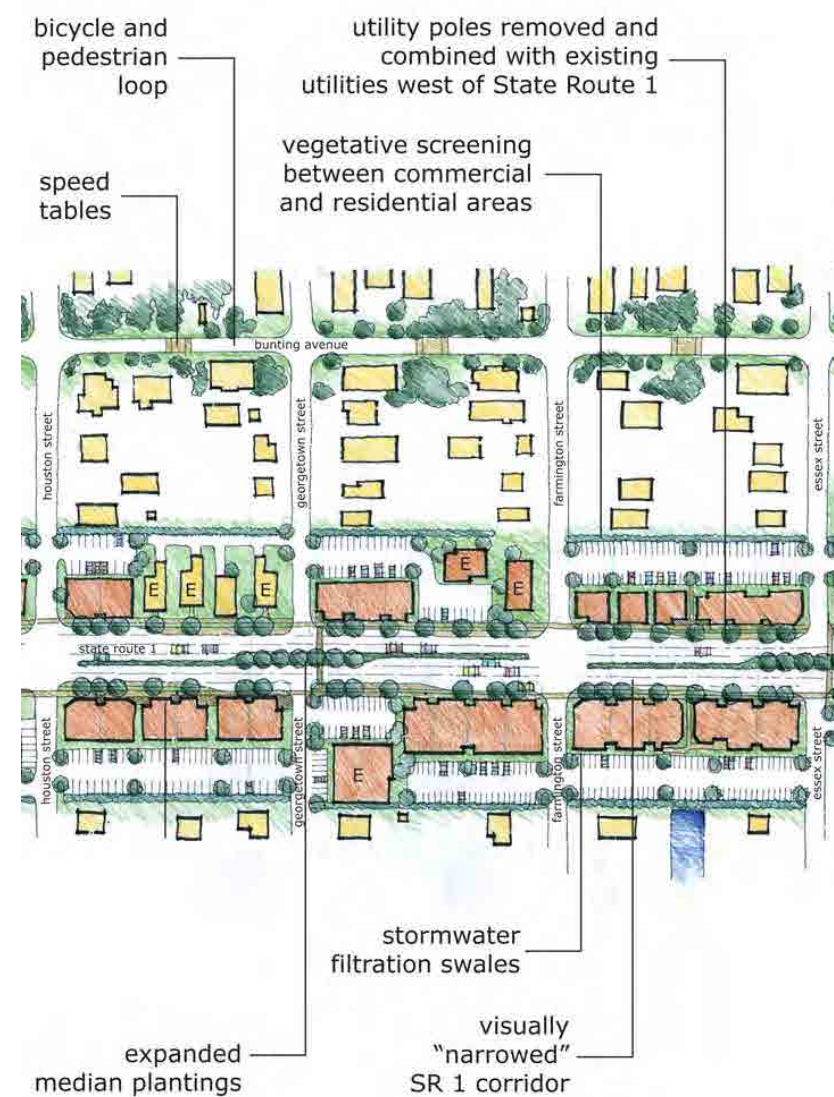 bicycle and
pedestrian
loop
utility poles removed and
combined with existing
utilities west of State Route 1
vegetative screening
between commercial
and residential areas
speed
tables
bunting avenue
houston street
georgetown street
farmington street
essex street
E
E
E
E
E
state route 1
houston street
georgetown street
farmington street
essex street
E
stormwater
filtration swales
visually
"narrowed"
SR 1 corridor
expanded
median plantings